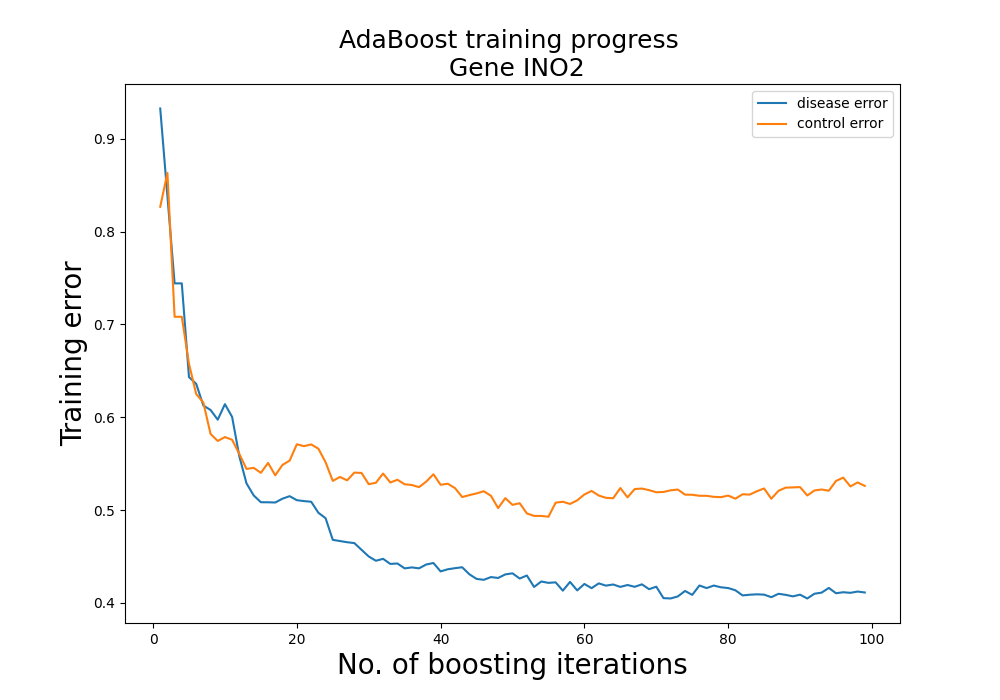 AdaBoost training progress
Gene INO2
disease error
control error
Training error
0.9
0.8
0.7
0.6
0.5
0.4
0 20 40 60 80 100
No. of boosting iterations